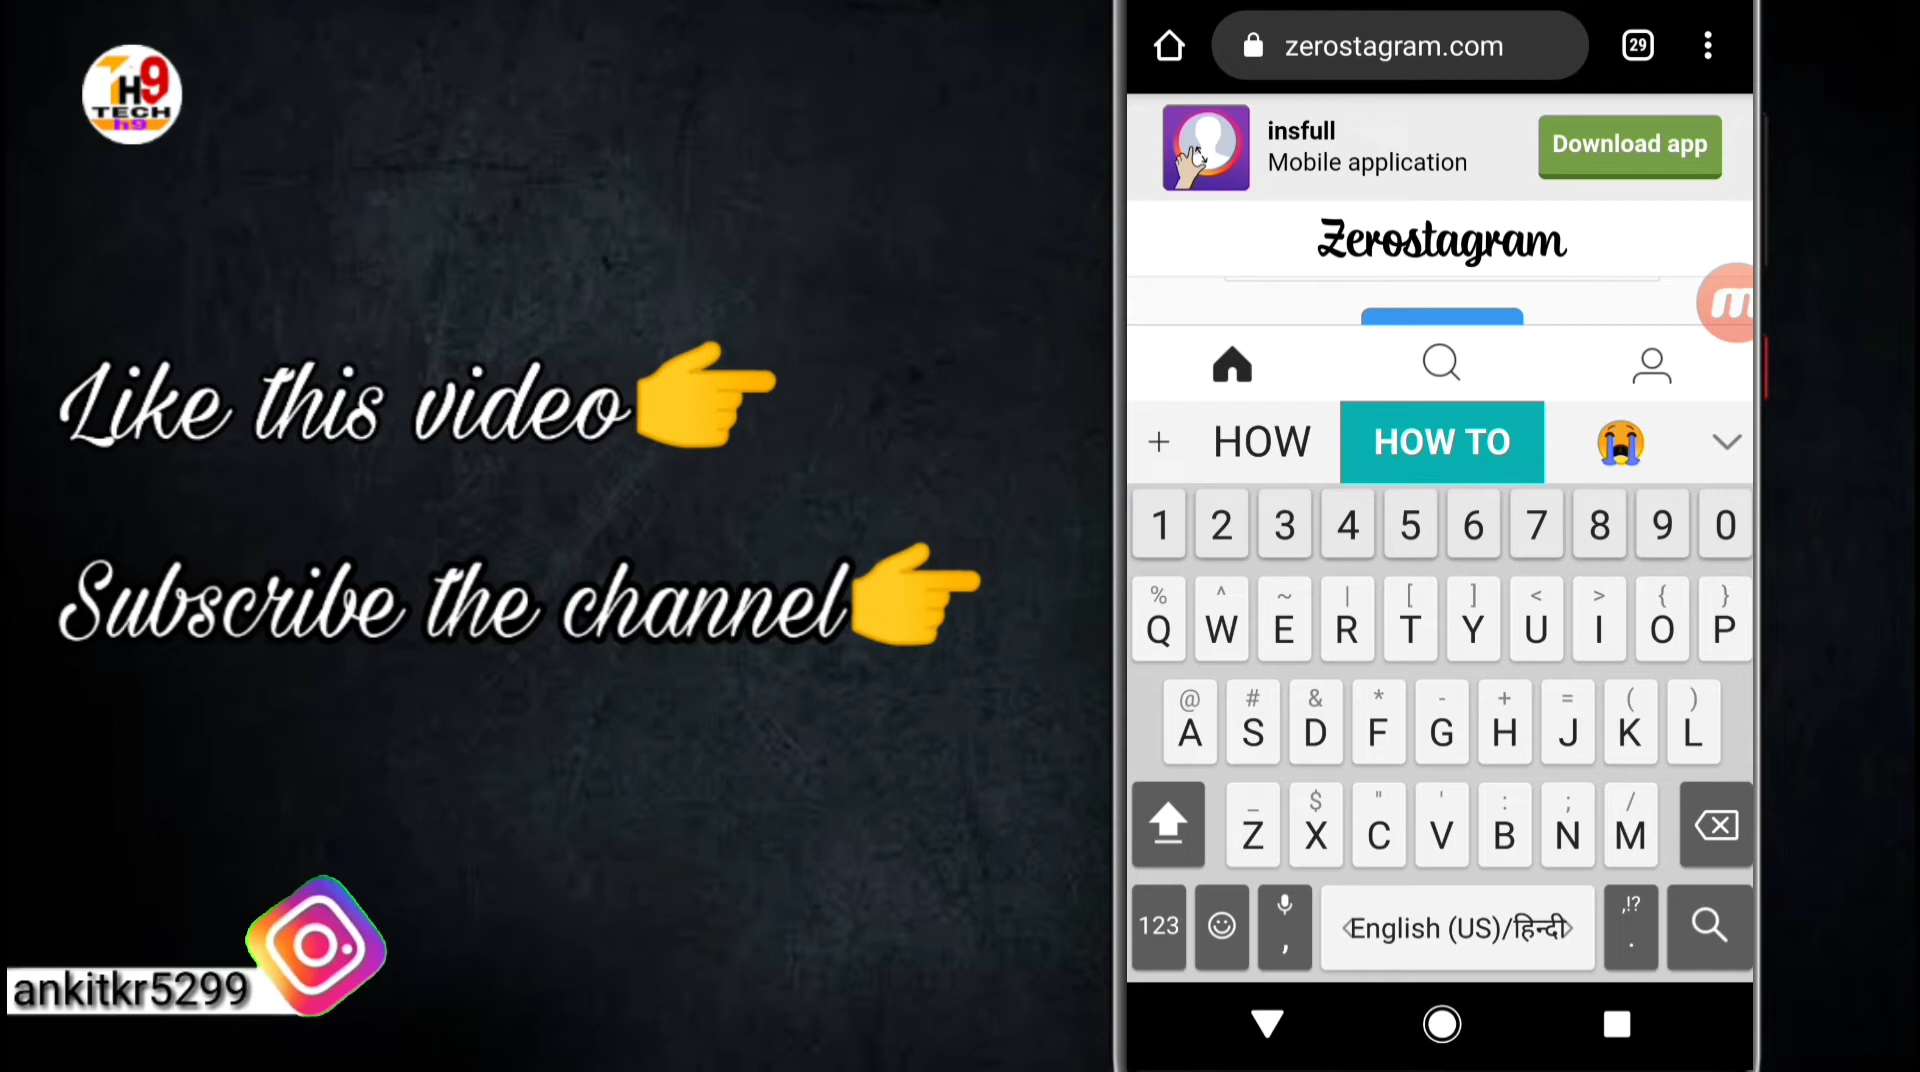 H9
TECH
h9
Like this video
Subscribe the channel
ankitkr5299
zerostagram.com
29
insfull
Mobile application
Download app
Zerostagram
m
+ HOW HOW TO
1 2 3 4 5 6 7 8 9 0
% ^ ~ | [ ] < > { }
Q W E R T Y U I O P
@ # & * - + = ( )
A S D F G H J K L
_ $ " ' : ; /
Z X C V B N M
123 , English (US)/हिन्दी ,!? .